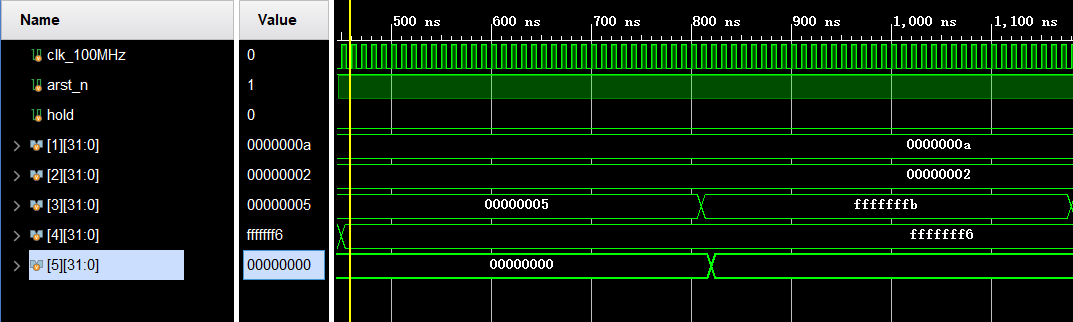 Name Value 500 ns 600 ns 700 ns 800 ns 900 ns 1,000 ns 1,100 ns
clk_100MHz 0
arst_n 1
hold 0
[1][31:0] 0000000a 0000000a
[2][31:0] 00000002 00000002
[3][31:0] 00000005 00000005 fffffffb
[4][31:0] fffffff6 fffffff6
[5][31:0] 00000000 00000000